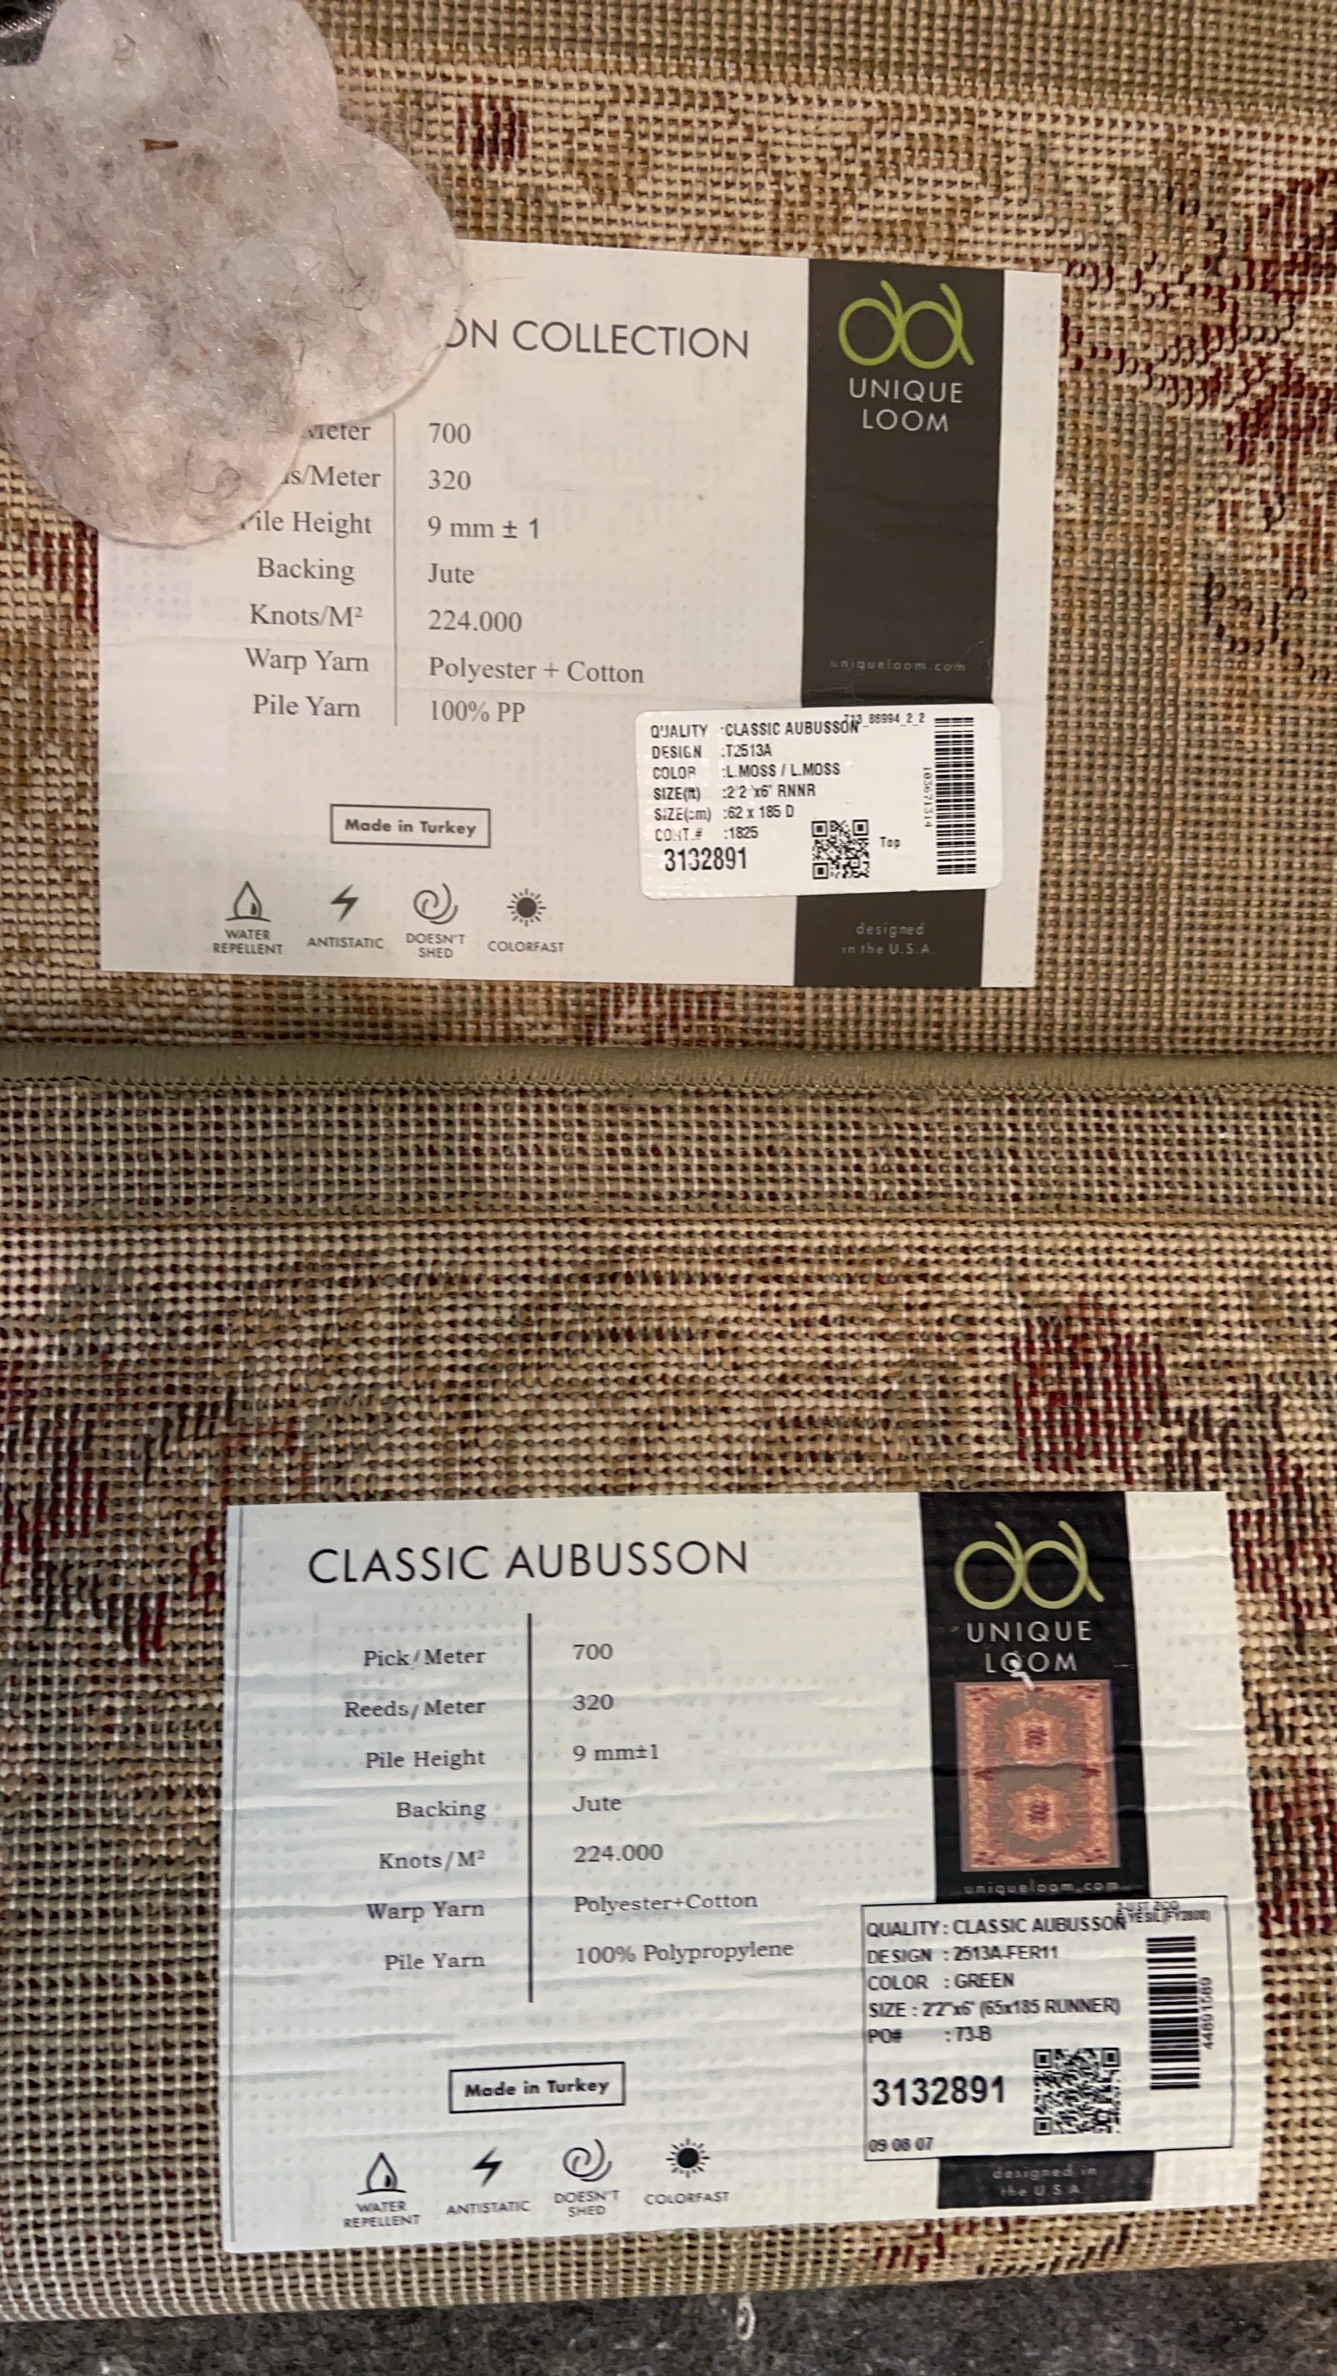 ON COLLECTION
Meter 700
s/Meter 320
Pile Height 9 mm ± 1
Backing Jute
Knots/M² 224.000
Warp Yarn Polyester + Cotton
Pile Yarn 100% PP
Made in Turkey
WATER REPELLENT
ANTISTATIC
DOESN'T SHED
COLORFAST
UNIQUE
LOOM
uniqueloom.com
QUALITY :CLASSIC AUBUSSON
DESIGN :T2513A
COLOR :L.MOSS / L.MOSS
SIZE(ft) :2'2"x6' RNNR
SIZE(cm) :62 x 185 D
CONT.# :1825
3132891
Top
designed
in the U.S.A.
CLASSIC AUBUSSON
Pick/Meter 700
Reeds/Meter 320
Pile Height 9 mm±1
Backing Jute
Knots/M² 224.000
Warp Yarn Polyester+Cotton
Pile Yarn 100% Polypropylene
Made in Turkey
WATER REPELLENT
ANTISTATIC
DOESN'T SHED
COLORFAST
UNIQUE
LOOM
uniqueloom.com
QUALITY : CLASSIC AUBUSSON
DESIGN : 2513A-FER11
COLOR : GREEN
SIZE : 2'2"x6' (65x185 RUNNER)
PO# : 73-B
3132891
44891589
09 08 07
designed in
the U.S.A.